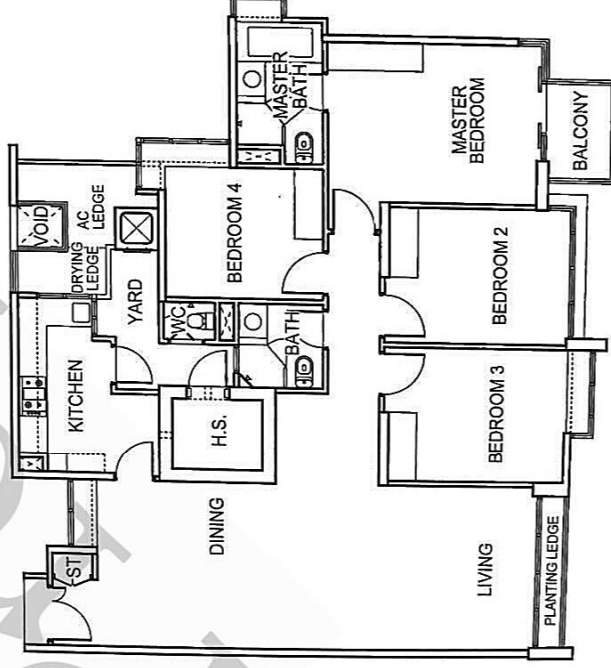 VOID
AC
LEDGE
DRYING
LEDGE
YARD
KITCHEN
WC
BEDROOM 4
MASTER
BATH
MASTER
BEDROOM
BALCONY
BEDROOM 2
BATH
H.S.
BEDROOM 3
DINING
ST
LIVING
PLANTING LEDGE